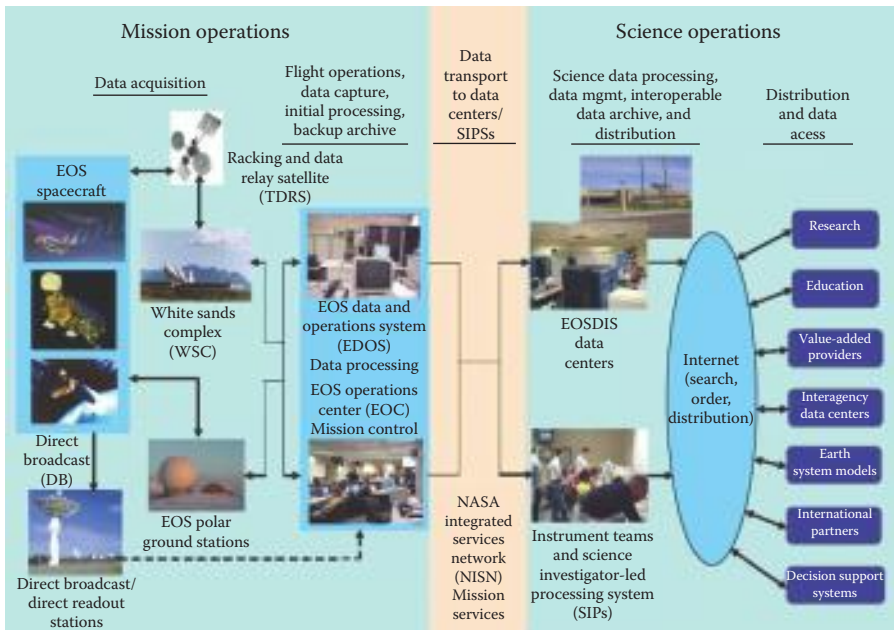 Mission operations
Science operations
Data acquisition
Flight operations,
data capture,
initial processing,
backup archive
Data
transport
to data
centers/
SIPSs
Science data processing,
data mgmt, interoperable
data archive, and
distribution
Distribution
and data
acess
Racking and data
relay satellite
(TDRS)
EOS
spacecraft
White sands
complex
(WSC)
EOS data and
operations system
(EDOS)
Data processing
EOS operations
center (EOC)
Mission control
Direct
broadcast
(DB)
EOS polar
ground stations
Direct broadcast/
direct readout
stations
NASA
integrated
services
network
(NISN)
Mission
services
EOSDIS
data
centers
Instrument teams
and science
investigator-led
processing system
(SIPs)
Internet
(search,
order,
distribution)
Research
Education
Value-added
providers
Interagency
data centers
Earth
system models
International
partners
Decision support
systems